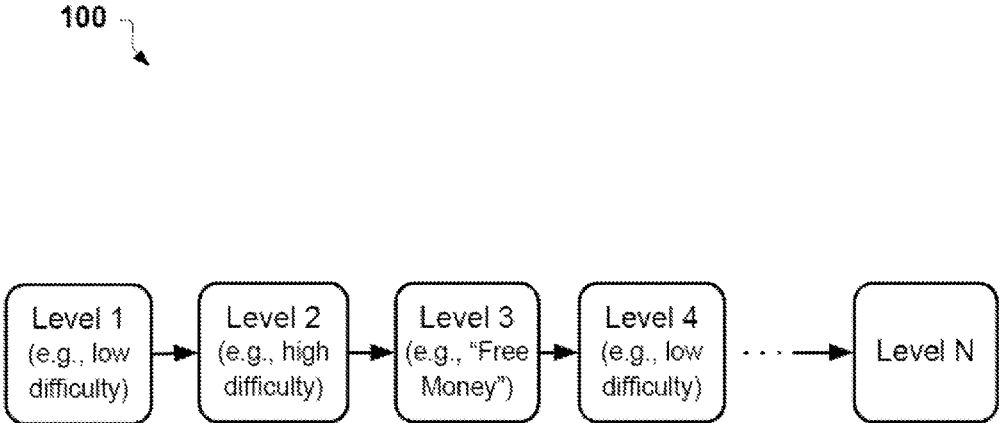 100
Level 1
(e.g., low
difficulty)
Level 2
(e.g., high
difficulty)
Level 3
(e.g., “Free
Money”)
Level 4
(e.g., low
difficulty)
. . .
Level N